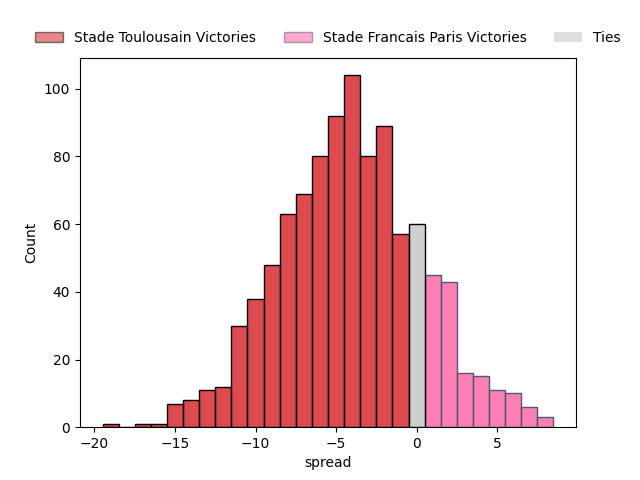 Stade Toulousain Victories Stade Francais Paris Victories Ties
100
80
60
40
20
0
Count
−20 −15 −10 −5 0 5
spread